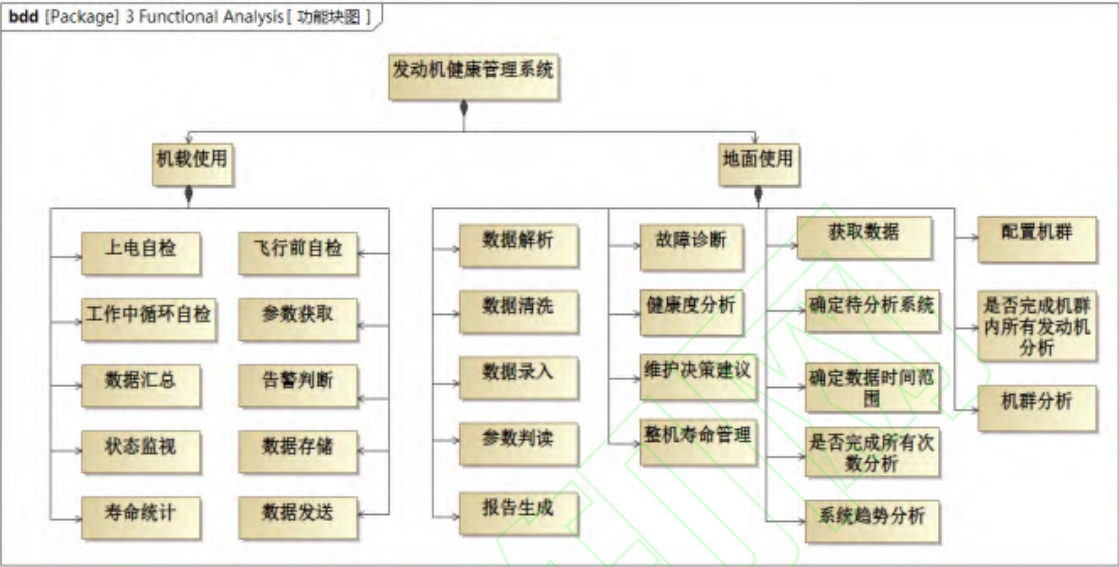 bdd [Package] 3 Functional Analysis [ 功能块图 ]
发动机健康管理系统
机载使用
地面使用
上电自检
飞行前自检
工作中循环自检
参数获取
数据汇总
告警判断
状态监视
数据存储
寿命统计
数据发送
数据解析
数据清洗
数据录入
参数判读
报告生成
故障诊断
健康度分析
维护决策建议
整机寿命管理
获取数据
确定待分析系统
确定数据时间范
围
是否完成所有次
数分析
系统趋势分析
配置机群
是否完成机群
内所有发动机
分析
机群分析